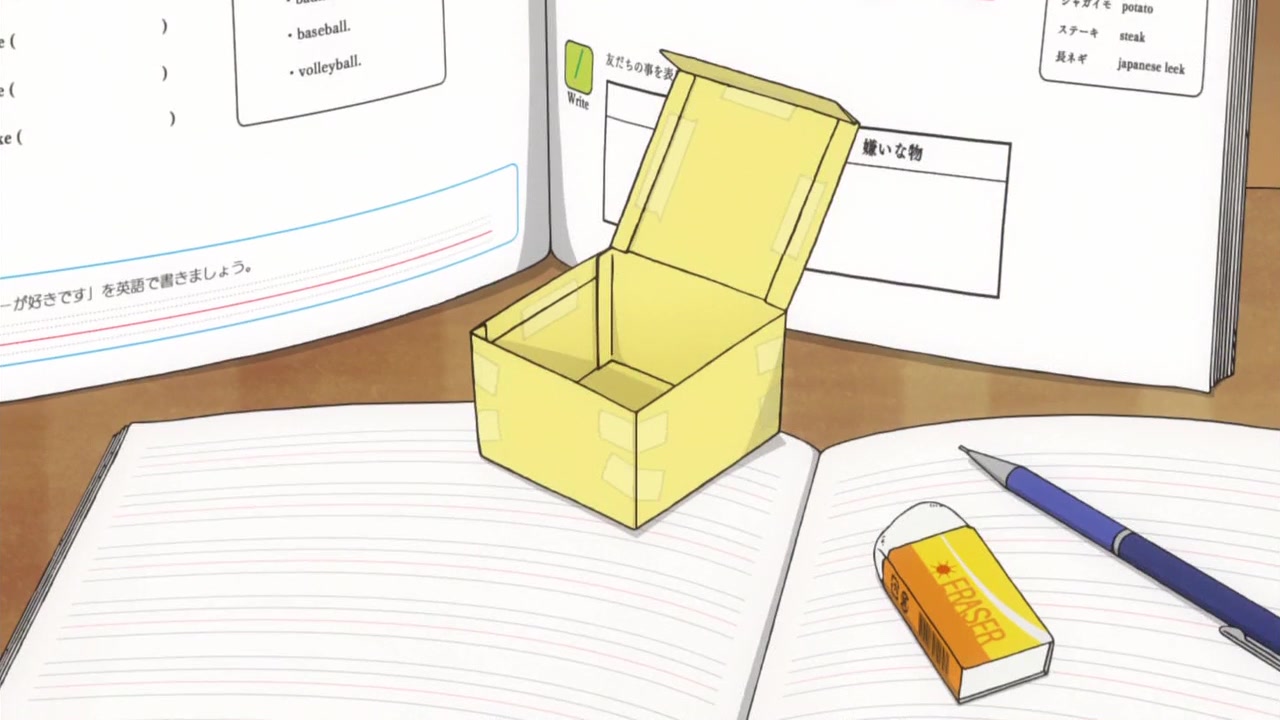 e (                    )
e (                    )
ke (                    )
・baseball.
・volleyball.
ーが好きです」を英語で書きましょう。
Write
友だちの事を表
嫌いな物
ジャガイモ potato
ステーキ steak
長ネギ japanese leek
ERASER